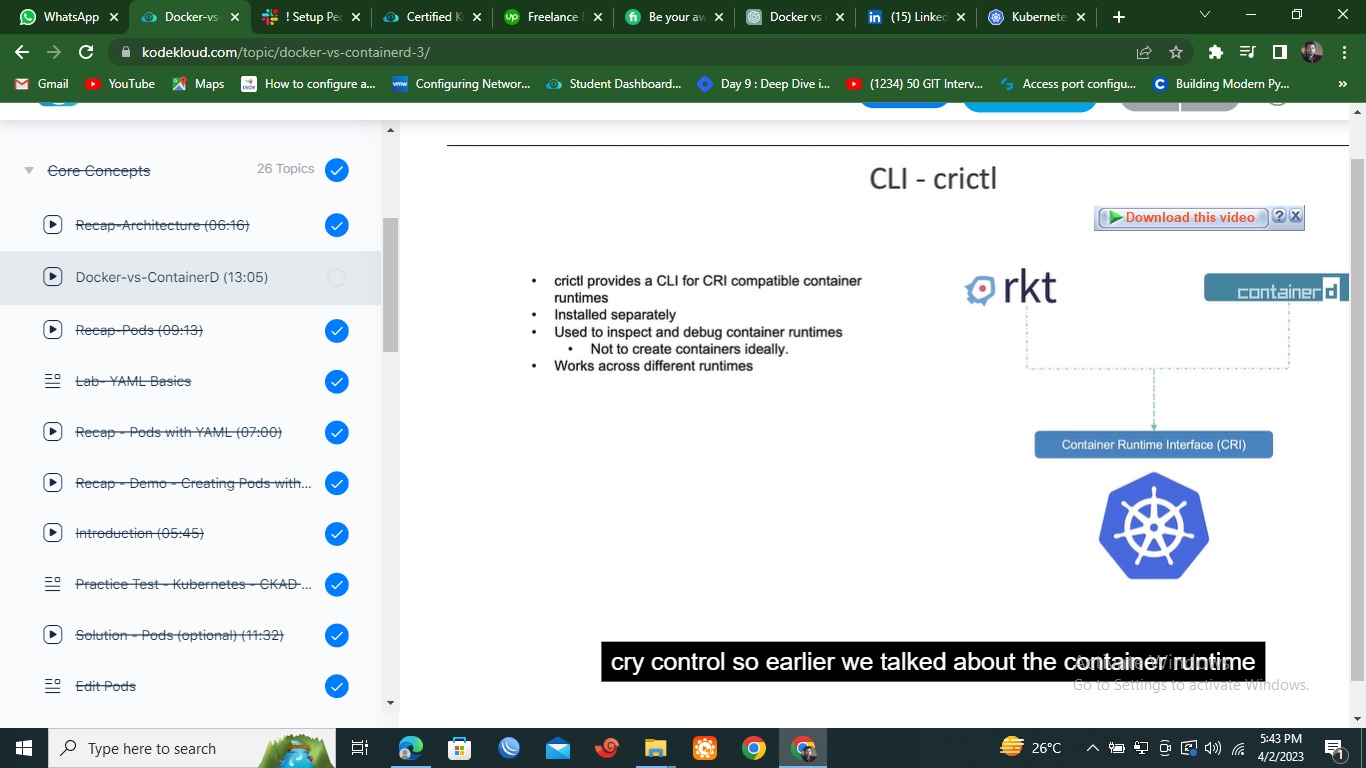 WhatsApp
Docker-vs-
! Setup Pec
Certified K
Freelance
Be your aw
Docker vs
(15) Linked
Kubernete
kodekloud.com/topic/docker-vs-containerd-3/
Gmail
YouTube
Maps
How to configure a...
Configuring Networ...
Student Dashboard...
Day 9 : Deep Dive i...
(1234) 50 GIT Interv...
Access port configu...
Building Modern Py...
»
Core Concepts
26 Topics
Recap-Architecture (06:16)
Docker-vs-ContainerD (13:05)
Recap-Pods (09:13)
Lab- YAML Basics
Recap - Pods with YAML (07:00)
Recap - Demo - Creating Pods with...
Introduction (05:45)
Practice Test - Kubernetes - CKAD ...
Solution - Pods (optional) (11:32)
Edit Pods
CLI - crictl
Download this video
? X
• crictl provides a CLI for CRI compatible container
runtimes
• Installed separately
• Used to inspect and debug container runtimes
• Not to create containers ideally.
• Works across different runtimes
rkt
containerd
Container Runtime Interface (CRI)
cry control so earlier we talked about the container runtime
Activate Windows
Go to Settings to activate Windows.
Type here to search
26°C
5:43 PM
4/2/2023
1